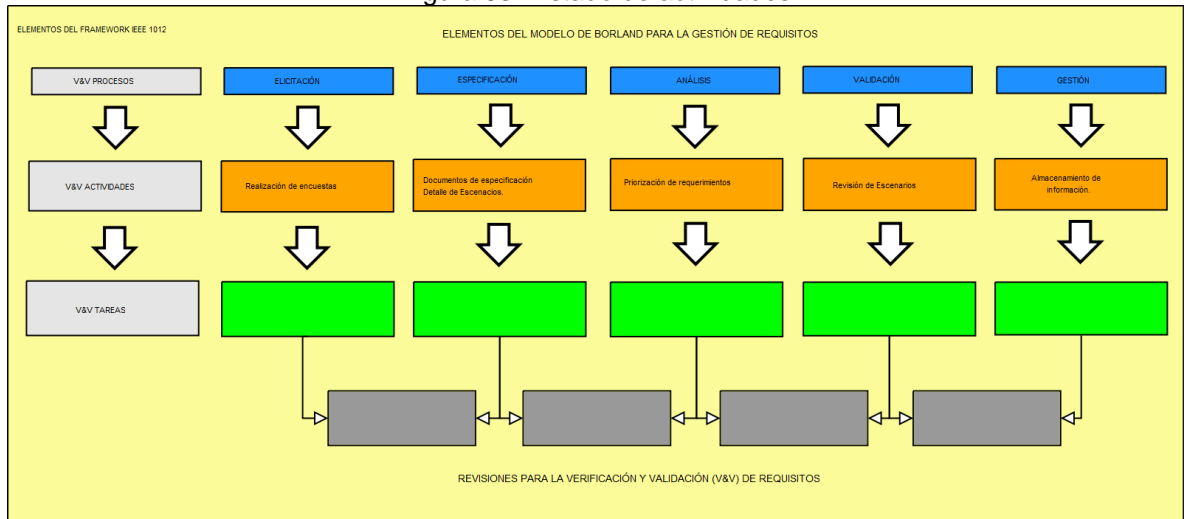 ELEMENTOS DEL FRAMEWORK IEEE 1012
ELEMENTOS DEL MODELO DE BORLAND PARA LA GESTIÓN DE REQUISITOS
V&V PROCESOS
ELICITACIÓN
ESPECIFICACIÓN
ANÁLISIS
VALIDACIÓN
GESTIÓN
V&V ACTIVIDADES
Realización de encuestas
Documentos de especificación
Detalle de Escenacios.
Priorización de requerimientos
Revisión de Escenarios
Almacenamiento de
información.
V&V TAREAS
REVISIONES PARA LA VERIFICACIÓN Y VALIDACIÓN (V&V) DE REQUISITOS